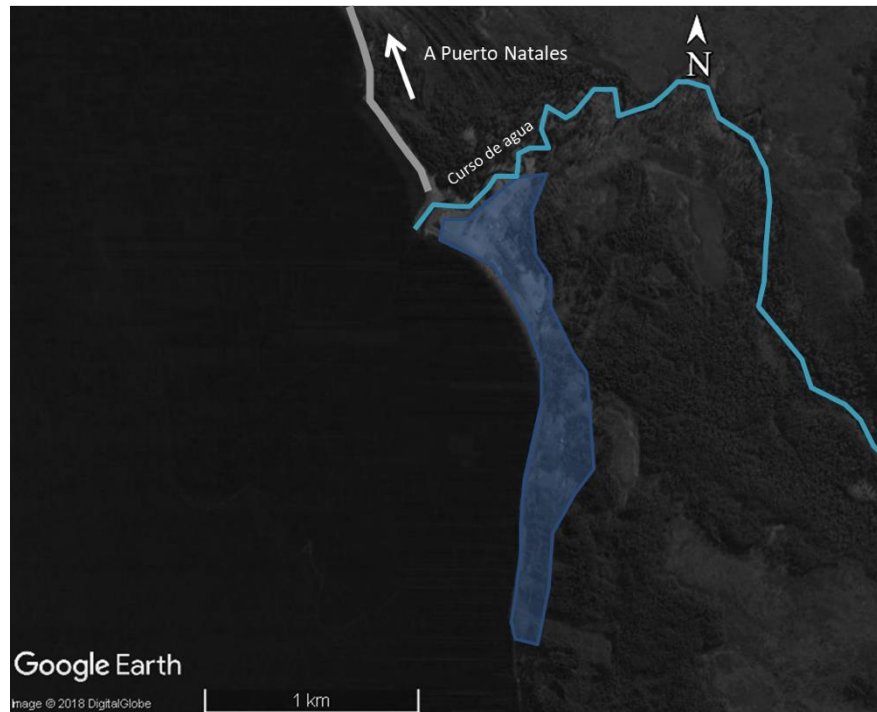 A Puerto Natales
N
Curso de agua
Google Earth
Image © 2018 DigitalGlobe
1 km